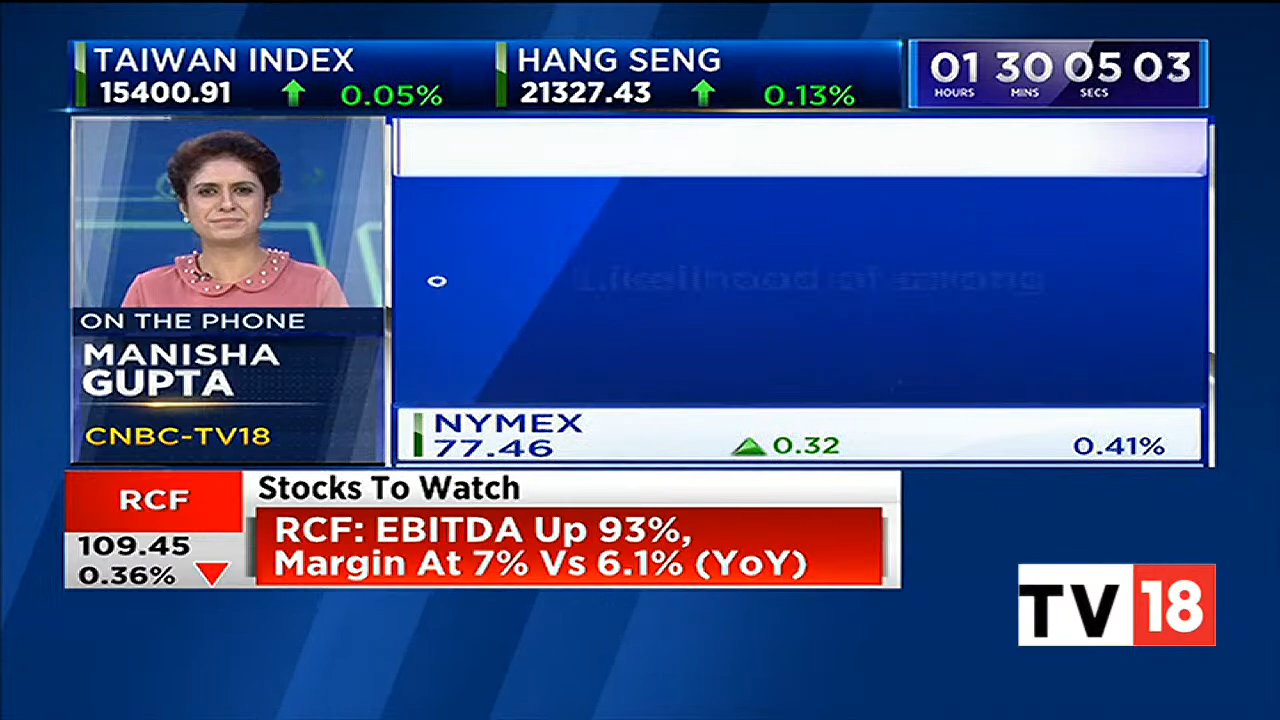 TAIWAN INDEX
15400.91 0.05%
HANG SENG
21327.43 0.13%
01 30 05 03
HOURS MINS SECS
Likelihood of
ON THE PHONE
MANISHA
GUPTA
CNBC-TV18
NYMEX
77.46 0.32 0.41%
RCF
109.45
0.36%
Stocks To Watch
RCF: EBITDA Up 93%,
Margin At 7% Vs 6.1% (YoY)
TV18